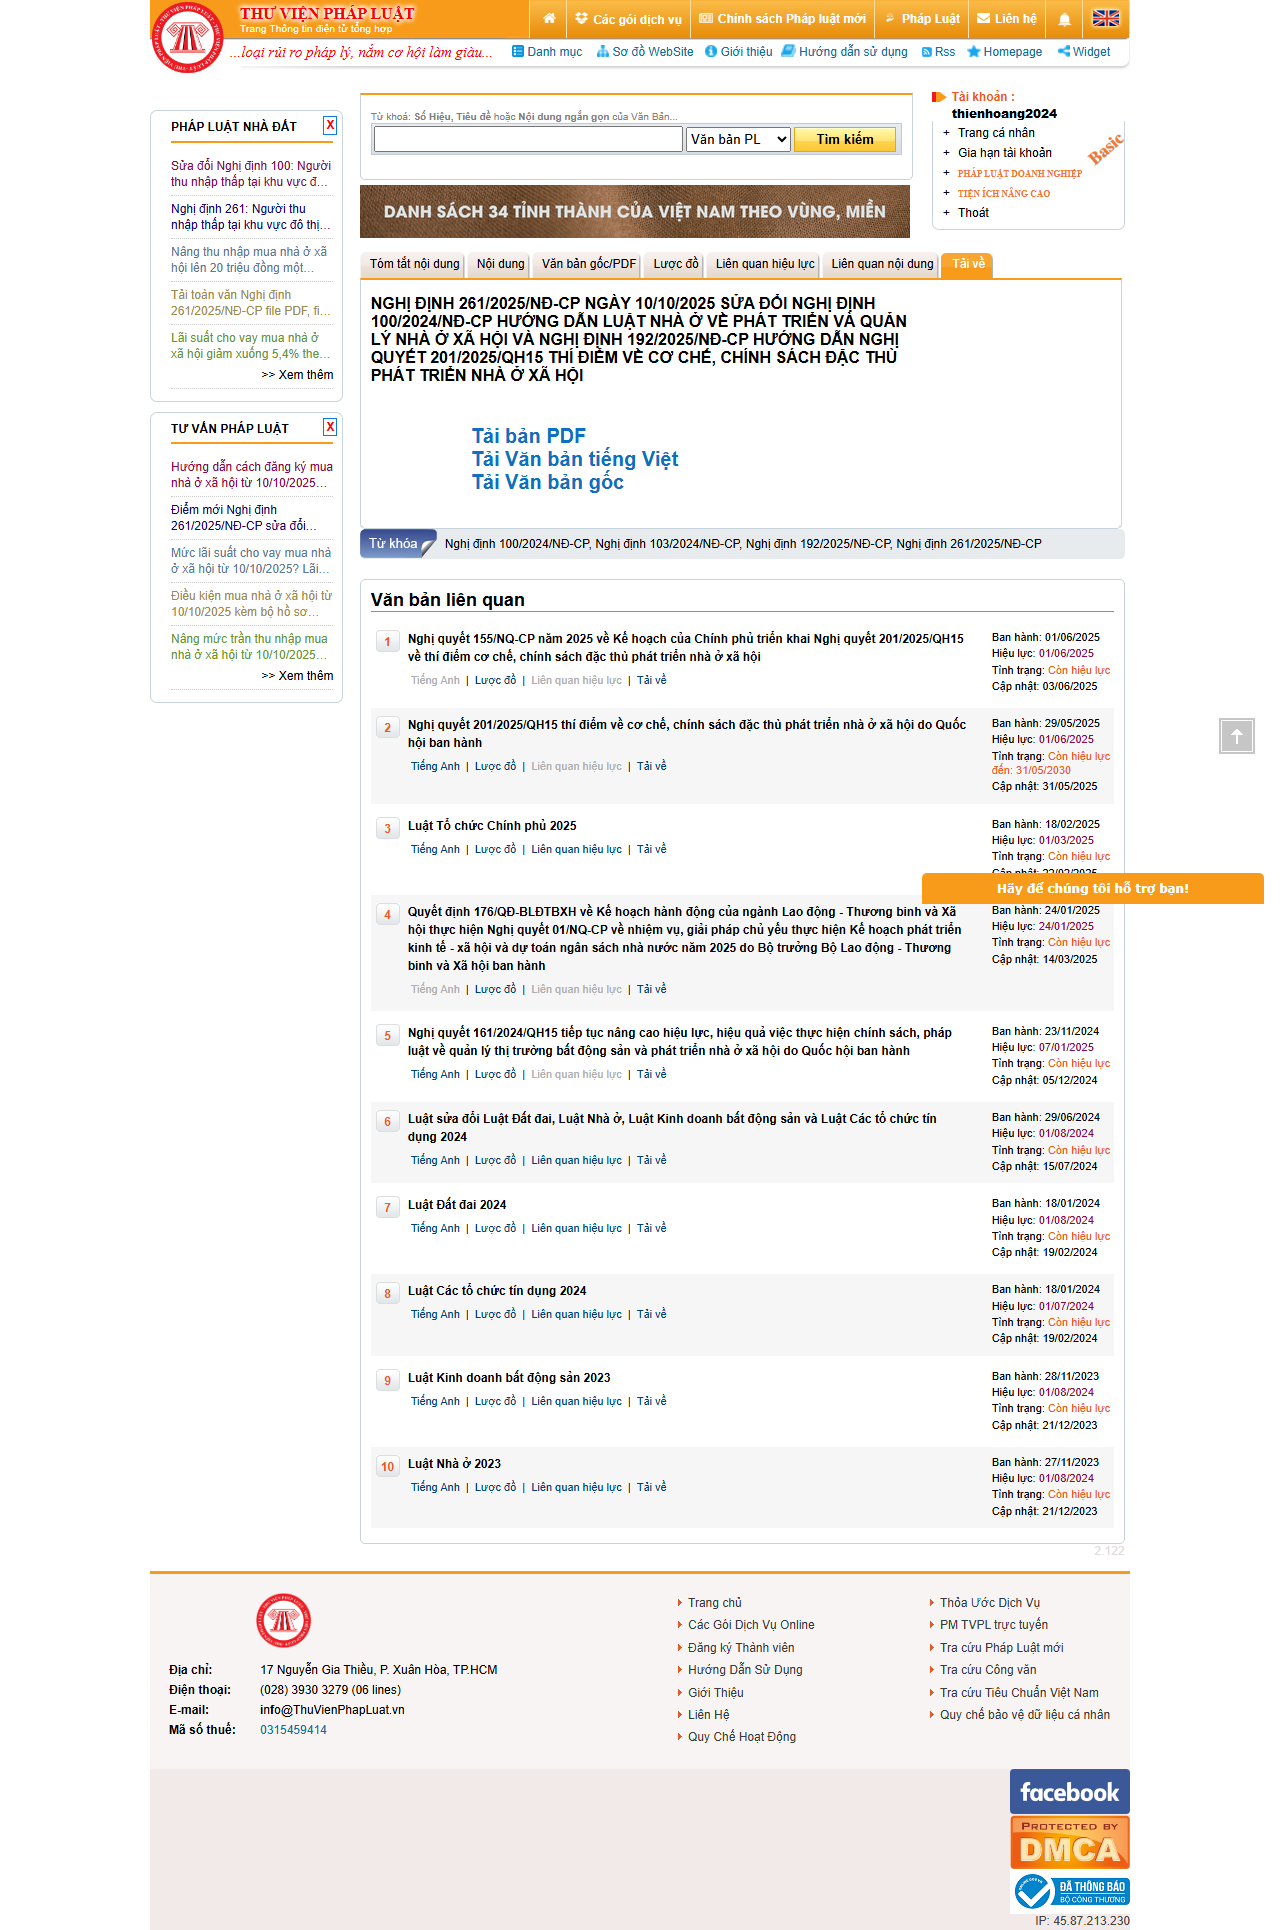 THƯ VIỆN PHÁP LUẬT
Trang Thông tin điện tử tổng hợp
Các gói dịch vụ
Chính sách Pháp luật mới
Pháp Luật
Liên hệ
...loại rủi ro pháp lý, nắm cơ hội làm giàu...
Danh mục
Sơ đồ WebSite
Giới thiệu
Hướng dẫn sử dụng
Rss
Homepage
Widget
PHÁP LUẬT NHÀ ĐẤT
X
Sửa đổi Nghị định 100: Người
thu nhập thấp tại khu vực đ...
Nghị định 261: Người thu
nhập thấp tại khu vực đô thị...
Nâng thu nhập mua nhà ở xã
hội lên 20 triệu đồng một...
Tải toàn văn Nghị định
261/2025/NĐ-CP file PDF, fi...
Lãi suất cho vay mua nhà ở
xã hội giảm xuống 5,4% the...
>> Xem thêm
TƯ VẤN PHÁP LUẬT
X
Hướng dẫn cách đăng ký mua
nhà ở xã hội từ 10/10/2025...
Điểm mới Nghị định
261/2025/NĐ-CP sửa đổi...
Mức lãi suất cho vay mua nhà
ở xã hội từ 10/10/2025? Lãi...
Điều kiện mua nhà ở xã hội từ
10/10/2025 kèm bộ hồ sơ...
Nâng mức trần thu nhập mua
nhà ở xã hội từ 10/10/2025...
>> Xem thêm
Từ khoá: Số Hiệu, Tiêu đề hoặc Nội dung ngắn gọn của Văn Bản...
Văn bản PL
Tìm kiếm
DANH SÁCH 34 TỈNH THÀNH CỦA VIỆT NAM THEO VÙNG, MIỀN
Tài khoản :
thienhoang2024
+ Trang cá nhân
+ Gia hạn tài khoản
+ PHÁP LUẬT DOANH NGHIỆP
+ TIỆN ÍCH NÂNG CAO
+ Thoát
Basic
Tóm tắt nội dung
Nội dung
Văn bản gốc/PDF
Lược đồ
Liên quan hiệu lực
Liên quan nội dung
Tải về
NGHỊ ĐỊNH 261/2025/NĐ-CP NGÀY 10/10/2025 SỬA ĐỔI NGHỊ ĐỊNH
100/2024/NĐ-CP HƯỚNG DẪN LUẬT NHÀ Ở VỀ PHÁT TRIỂN VÀ QUẢN
LÝ NHÀ Ở XÃ HỘI VÀ NGHỊ ĐỊNH 192/2025/NĐ-CP HƯỚNG DẪN NGHỊ
QUYẾT 201/2025/QH15 THÍ ĐIỂM VỀ CƠ CHẾ, CHÍNH SÁCH ĐẶC THÙ
PHÁT TRIỂN NHÀ Ở XÃ HỘI
Tải bản PDF
Tải Văn bản tiếng Việt
Tải Văn bản gốc
Từ khóa
Nghị định 100/2024/NĐ-CP, Nghị định 103/2024/NĐ-CP, Nghị định 192/2025/NĐ-CP, Nghị định 261/2025/NĐ-CP
Văn bản liên quan
1
Nghị quyết 155/NQ-CP năm 2025 về Kế hoạch của Chính phủ triển khai Nghị quyết 201/2025/QH15
về thí điểm cơ chế, chính sách đặc thù phát triển nhà ở xã hội
Tiếng Anh | Lược đồ | Liên quan hiệu lực | Tải về
Ban hành: 01/06/2025
Hiệu lực: 01/06/2025
Tình trạng: Còn hiệu lực
Cập nhật: 03/06/2025
2
Nghị quyết 201/2025/QH15 thí điểm về cơ chế, chính sách đặc thù phát triển nhà ở xã hội do Quốc
hội ban hành
Tiếng Anh | Lược đồ | Liên quan hiệu lực | Tải về
Ban hành: 29/05/2025
Hiệu lực: 01/06/2025
Tình trạng: Còn hiệu lực
đến: 31/05/2030
Cập nhật: 31/05/2025
3
Luật Tổ chức Chính phủ 2025
Tiếng Anh | Lược đồ | Liên quan hiệu lực | Tải về
Ban hành: 18/02/2025
Hiệu lực: 01/03/2025
Tình trạng: Còn hiệu lực
Cập nhật: 22/02/2025
Hãy để chúng tôi hỗ trợ bạn!
4
Quyết định 176/QĐ-BLĐTBXH về Kế hoạch hành động của ngành Lao động - Thương binh và Xã
hội thực hiện Nghị quyết 01/NQ-CP về nhiệm vụ, giải pháp chủ yếu thực hiện Kế hoạch phát triển
kinh tế - xã hội và dự toán ngân sách nhà nước năm 2025 do Bộ trưởng Bộ Lao động - Thương
binh và Xã hội ban hành
Tiếng Anh | Lược đồ | Liên quan hiệu lực | Tải về
Ban hành: 24/01/2025
Hiệu lực: 24/01/2025
Tình trạng: Còn hiệu lực
Cập nhật: 14/03/2025
5
Nghị quyết 161/2024/QH15 tiếp tục nâng cao hiệu lực, hiệu quả việc thực hiện chính sách, pháp
luật về quản lý thị trường bất động sản và phát triển nhà ở xã hội do Quốc hội ban hành
Tiếng Anh | Lược đồ | Liên quan hiệu lực | Tải về
Ban hành: 23/11/2024
Hiệu lực: 07/01/2025
Tình trạng: Còn hiệu lực
Cập nhật: 05/12/2024
6
Luật sửa đổi Luật Đất đai, Luật Nhà ở, Luật Kinh doanh bất động sản và Luật Các tổ chức tín
dụng 2024
Tiếng Anh | Lược đồ | Liên quan hiệu lực | Tải về
Ban hành: 29/06/2024
Hiệu lực: 01/08/2024
Tình trạng: Còn hiệu lực
Cập nhật: 15/07/2024
7
Luật Đất đai 2024
Tiếng Anh | Lược đồ | Liên quan hiệu lực | Tải về
Ban hành: 18/01/2024
Hiệu lực: 01/08/2024
Tình trạng: Còn hiệu lực
Cập nhật: 19/02/2024
8
Luật Các tổ chức tín dụng 2024
Tiếng Anh | Lược đồ | Liên quan hiệu lực | Tải về
Ban hành: 18/01/2024
Hiệu lực: 01/07/2024
Tình trạng: Còn hiệu lực
Cập nhật: 19/02/2024
9
Luật Kinh doanh bất động sản 2023
Tiếng Anh | Lược đồ | Liên quan hiệu lực | Tải về
Ban hành: 28/11/2023
Hiệu lực: 01/08/2024
Tình trạng: Còn hiệu lực
Cập nhật: 21/12/2023
10
Luật Nhà ở 2023
Tiếng Anh | Lược đồ | Liên quan hiệu lực | Tải về
Ban hành: 27/11/2023
Hiệu lực: 01/08/2024
Tình trạng: Còn hiệu lực
Cập nhật: 21/12/2023
2.122
Địa chỉ: 17 Nguyễn Gia Thiều, P. Xuân Hòa, TP.HCM
Điện thoại: (028) 3930 3279 (06 lines)
E-mail: info@ThuVienPhapLuat.vn
Mã số thuế: 0315459414
Trang chủ
Các Gói Dịch Vụ Online
Đăng ký Thành viên
Hướng Dẫn Sử Dụng
Giới Thiệu
Liên Hệ
Quy Chế Hoạt Động
Thỏa Ước Dịch Vụ
PM TVPL trực tuyến
Tra cứu Pháp Luật mới
Tra cứu Công văn
Tra cứu Tiêu Chuẩn Việt Nam
Quy chế bảo vệ dữ liệu cá nhân
facebook
PROTECTED BY
DMCA
ĐÃ THÔNG BÁO
BỘ CÔNG THƯƠNG
IP: 45.87.213.230